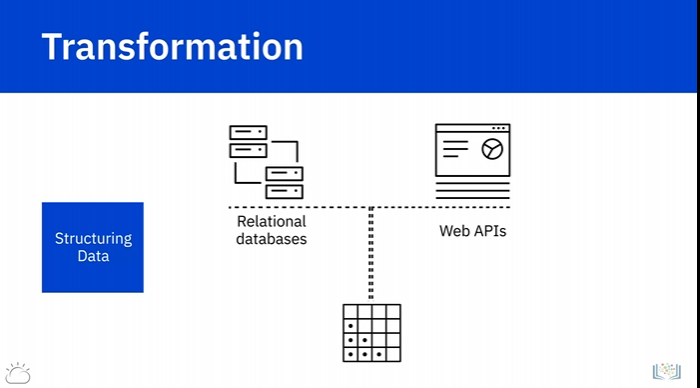 Transformation
Structuring
Data
Relational
databases
Web APIs